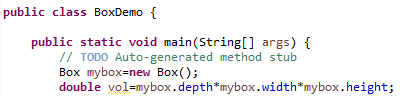 public class BoxDemo {
public static void main(String[] args) {
// TODO Auto-generated method stub
Box mybox=new Box();
double vol=mybox.depth*mybox.width*mybox.height;